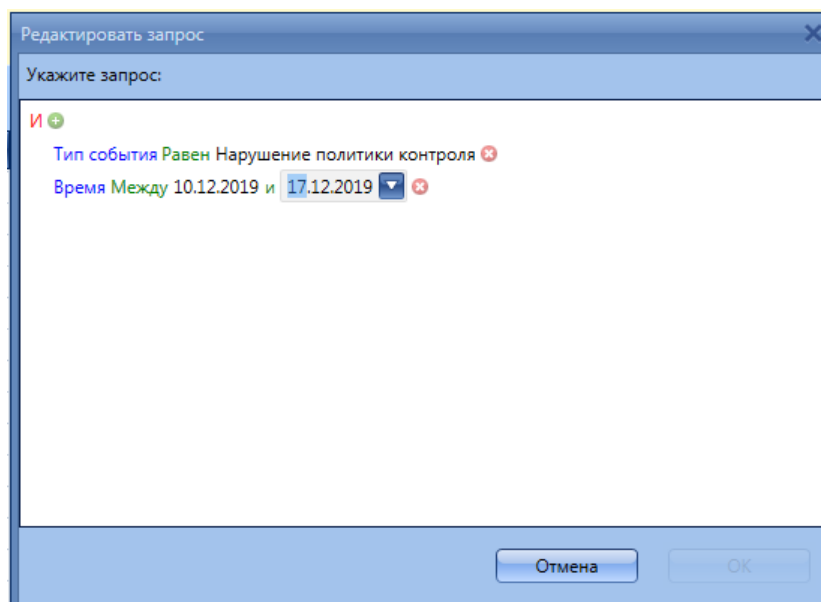 Редактировать запрос
Укажите запрос:
И
Тип события Равен Нарушение политики контроля
Время Между 10.12.2019 и 17.12.2019
Отмена OK